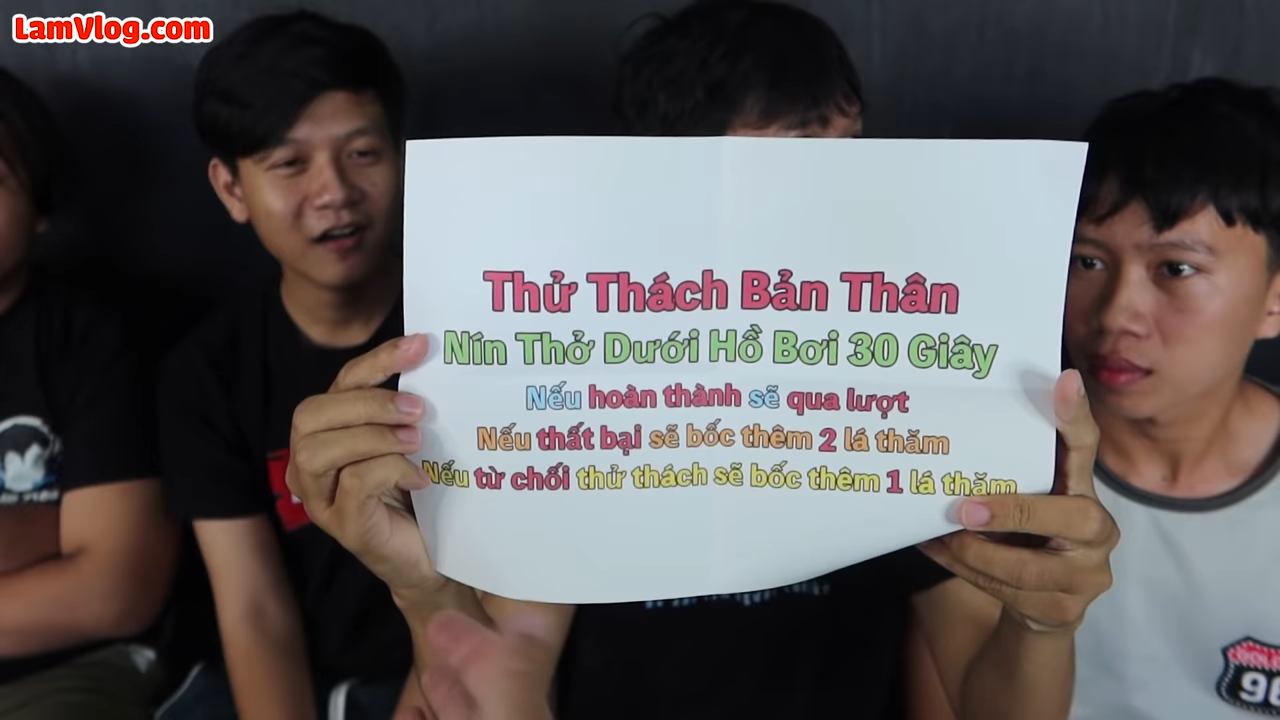 LamVlog.com
Thử Thách Bản Thân
Nín Thở Dưới Hồ Bơi 30 Giây
Nếu hoàn thành sẽ qua lượt
Nếu thất bại sẽ bốc thêm 2 lá thăm
Nếu từ chối thử thách sẽ bốc thêm 1 lá thăm